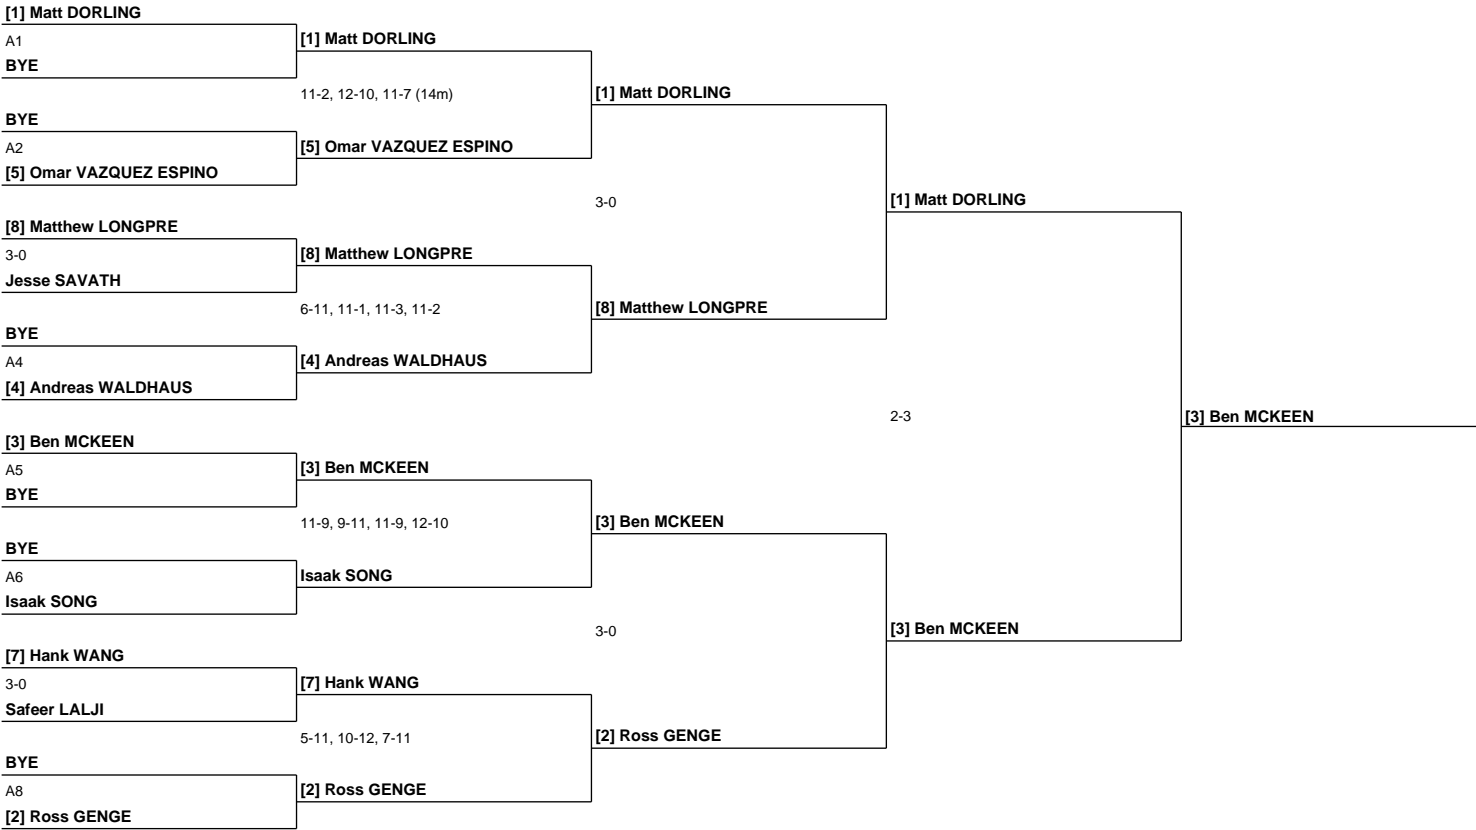 [1] Matt DORLING
A1
BYE
BYE
A2
[5] Omar VAZQUEZ ESPINO
[8] Matthew LONGPRE
3-0
Jesse SAVATH
BYE
A4
[4] Andreas WALDHAUS
[3] Ben MCKEEN
A5
BYE
BYE
A6
Isaak SONG
[7] Hank WANG
3-0
Safeer LALJI
BYE
A8
[2] Ross GENGE
[1] Matt DORLING
11-2, 12-10, 11-7 (14m)
[5] Omar VAZQUEZ ESPINO
[8] Matthew LONGPRE
6-11, 11-1, 11-3, 11-2
[4] Andreas WALDHAUS
[3] Ben MCKEEN
11-9, 9-11, 11-9, 12-10
Isaak SONG
[7] Hank WANG
5-11, 10-12, 7-11
[2] Ross GENGE
[1] Matt DORLING
3-0
[8] Matthew LONGPRE
[3] Ben MCKEEN
3-0
[2] Ross GENGE
[1] Matt DORLING
2-3
[3] Ben MCKEEN
[3] Ben MCKEEN